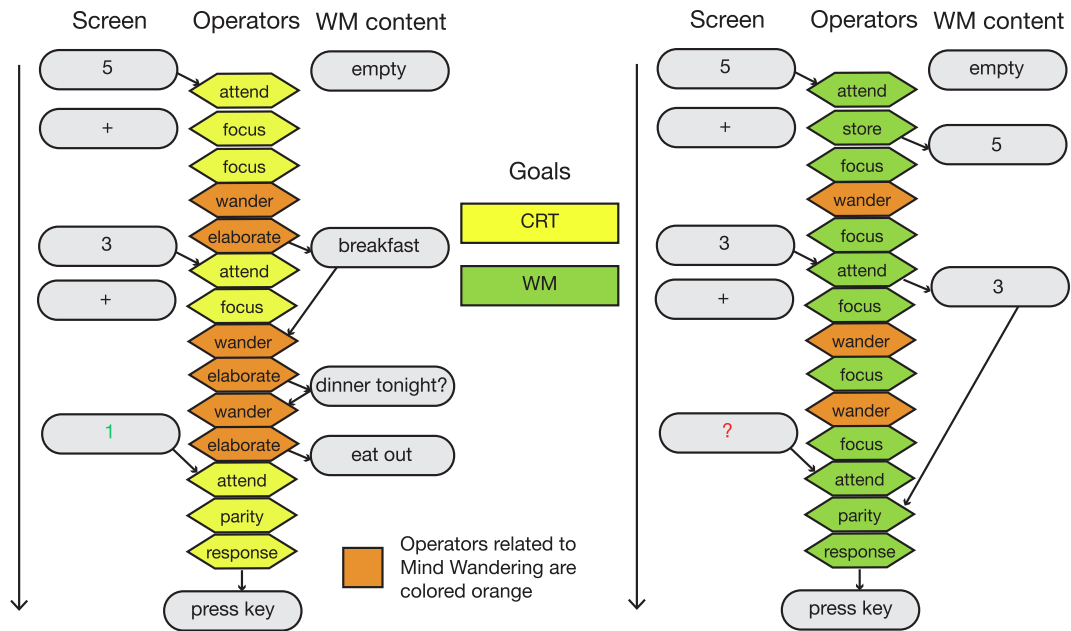 Screen
Operators
WM content
5
empty
attend
+
focus
focus
wander
elaborate
breakfast
3
attend
+
focus
wander
elaborate
dinner tonight?
wander
1
elaborate
eat out
attend
parity
response
press key
Goals
CRT
WM
Operators related to
Mind Wandering are
colored orange
Screen
Operators
WM content
5
empty
attend
+
store
5
focus
wander
focus
3
attend
3
+
focus
wander
focus
wander
?
focus
attend
parity
response
press key